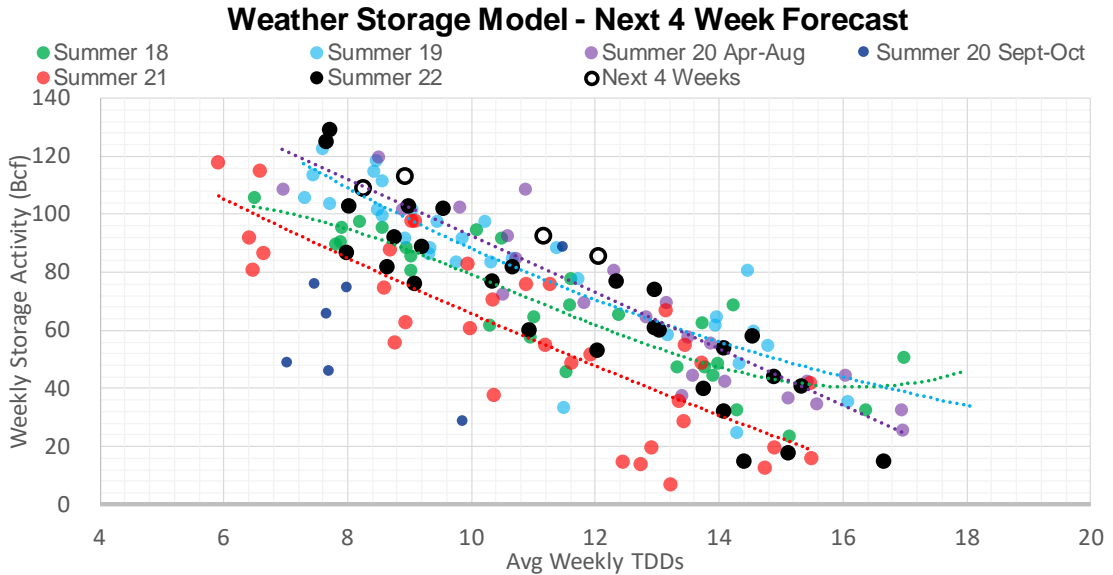 Weather Storage Model - Next 4 Week Forecast
Summer 18 Summer 19 Summer 20 Apr-Aug Summer 20 Sept-Oct
Summer 21 Summer 22 Next 4 Weeks
140
120
100
80
60
40
20
0
Weekly Storage Activity (Bcf)
4 6 8 10 12 14 16 18 20
Avg Weekly TDDs